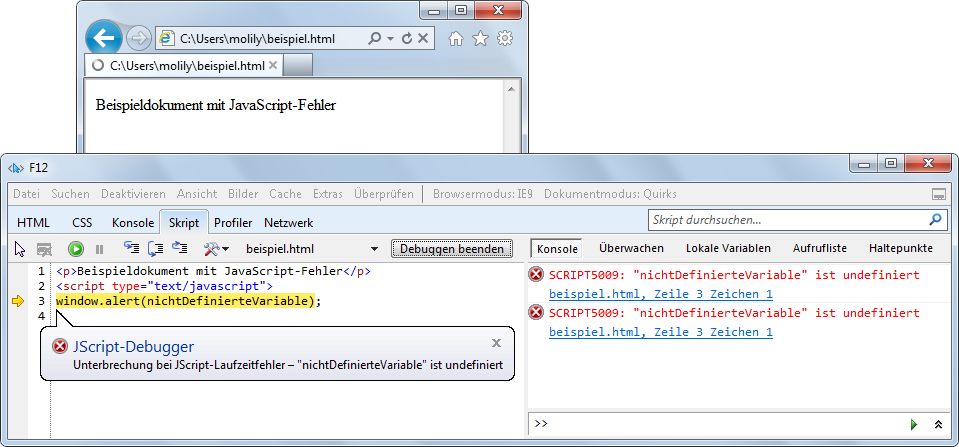 C:\Users\molily\beispiel.html
C:\Users\molily\beispiel.html
Beispieldokument mit JavaScript-Fehler
F12
Datei Suchen Deaktivieren Ansicht Bilder Cache Extras Überprüfen Browsermodus: IE9 Dokumentmodus: Quirks
HTML CSS Konsole Skript Profiler Netzwerk Skript durchsuchen...
beispiel.html Debuggen beenden Konsole Überwachen Lokale Variablen Aufrufliste Haltepunkte
1 <p>Beispieldokument mit JavaScript-Fehler</p>
2 <script type="text/javascript">
3 window.alert(nichtDefinierteVariable);
4
JScript-Debugger
Unterbrechung bei JScript-Laufzeitfehler – "nichtDefinierteVariable" ist undefiniert
SCRIPT5009: "nichtDefinierteVariable" ist undefiniert
beispiel.html, Zeile 3 Zeichen 1
SCRIPT5009: "nichtDefinierteVariable" ist undefiniert
beispiel.html, Zeile 3 Zeichen 1
>>